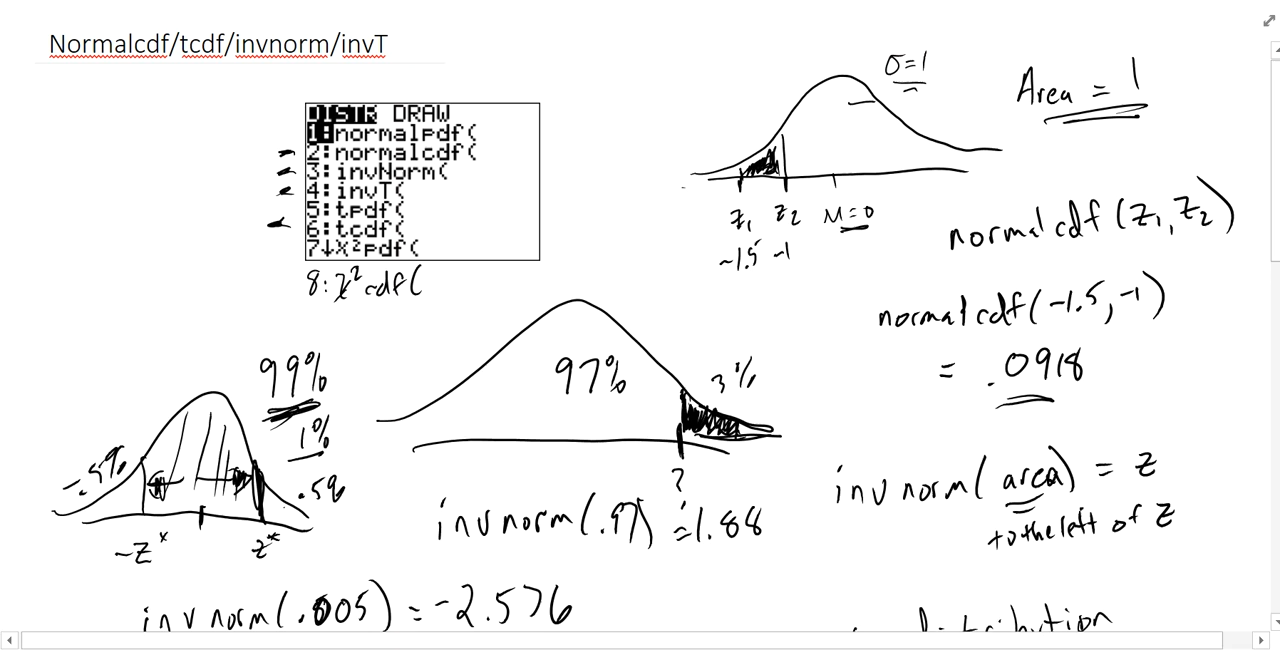 Normalcdf/tcdf/invnorm/invT
DISTR DRAW
1:normalpdf(
2:normalcdf(
3:invNorm(
4:invT(
5:tpdf(
6:tcdf(
7↓χ²pdf(
8:χ²cdf(
σ=1
Area = 1
z₁ z₂ μ=0
-1.5 -1
normalcdf(z₁,z₂)
normalcdf(-1.5,-1)
= .0918
97%
3%
?
invnorm(.97) = 1.88
invnorm(area) = z
to the left of z
99%
1%
.5%
.5%
-z* z*
invnorm(.005) = -2.576